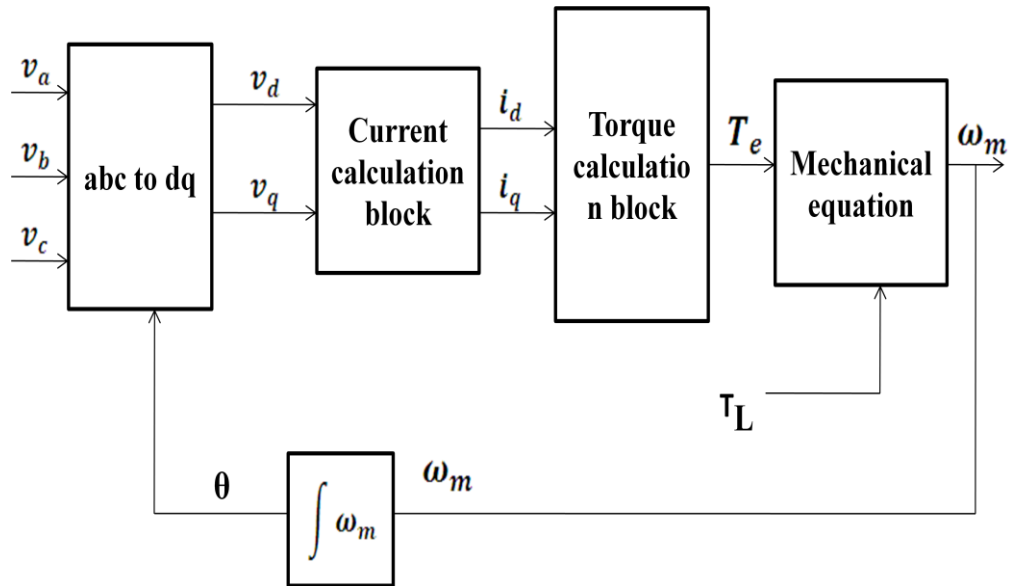 v_a
v_b
v_c
abc to dq
v_d
v_q
Current
calculation
block
i_d
i_q
Torque
calculatio
n block
T_e
Mechanical
equation
ω_m
T_L
θ
∫ ω_m
ω_m